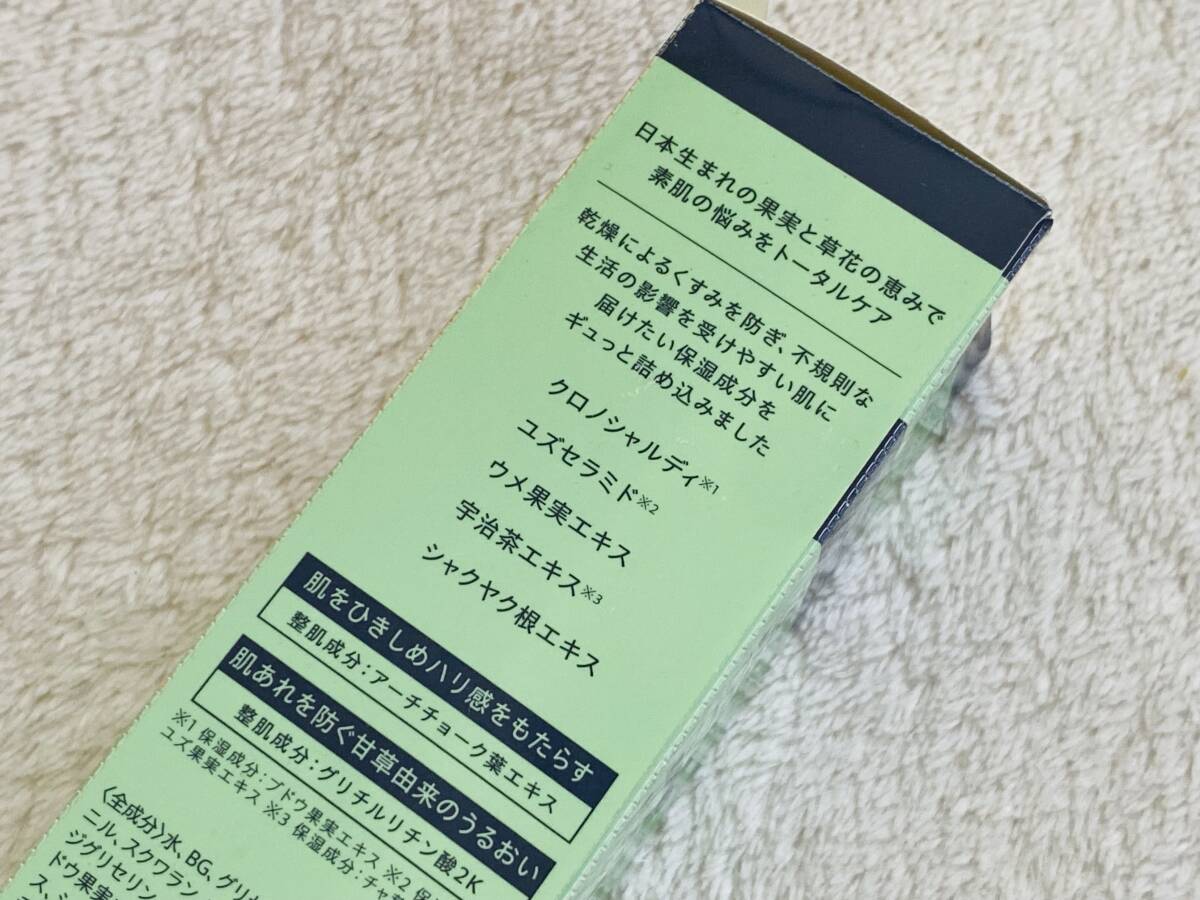 日本生まれの果実と草花の恵みで
素肌の悩みをトータルケア
乾燥によるくすみを防ぎ、不規則な
生活の影響を受けやすい肌に
届けたい保湿成分を
ギュっと詰め込みました
クロノシャルディ※1
ユズセラミド※2
ウメ果実エキス
宇治茶エキス※3
シャクヤク根エキス
肌をひきしめハリ感をもたらす
整肌成分：アーチチョーク葉エキス
肌あれを防ぐ甘草由来のうるおい
整肌成分：グリチルリチン酸2K
※1 保湿成分：ブドウ果実エキス ※2 保
ユズ果実エキス ※3 保湿成分：チャ
〈全成分〉水、BG、グリ
ニル、スクワラン
ジグリセリン
ドウ果実
ス、シ